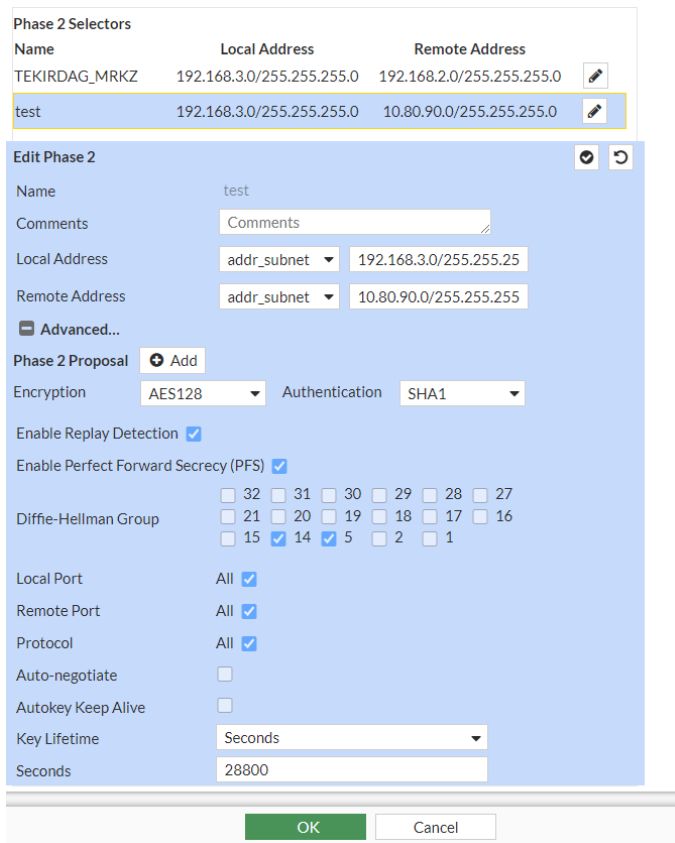 Phase 2 Selectors
Name Local Address Remote Address
TEKIRDAG_MRKZ 192.168.3.0/255.255.255.0 192.168.2.0/255.255.255.0
test 192.168.3.0/255.255.255.0 10.80.90.0/255.255.255.0
Edit Phase 2
Name test
Comments Comments
Local Address addr_subnet 192.168.3.0/255.255.25
Remote Address addr_subnet 10.80.90.0/255.255.255
Advanced...
Phase 2 Proposal Add
Encryption AES128 Authentication SHA1
Enable Replay Detection
Enable Perfect Forward Secrecy (PFS)
32 31 30 29 28 27
Diffie-Hellman Group 21 20 19 18 17 16
15 14 5 2 1
Local Port All
Remote Port All
Protocol All
Auto-negotiate
Autokey Keep Alive
Key Lifetime Seconds
Seconds 28800
OK Cancel